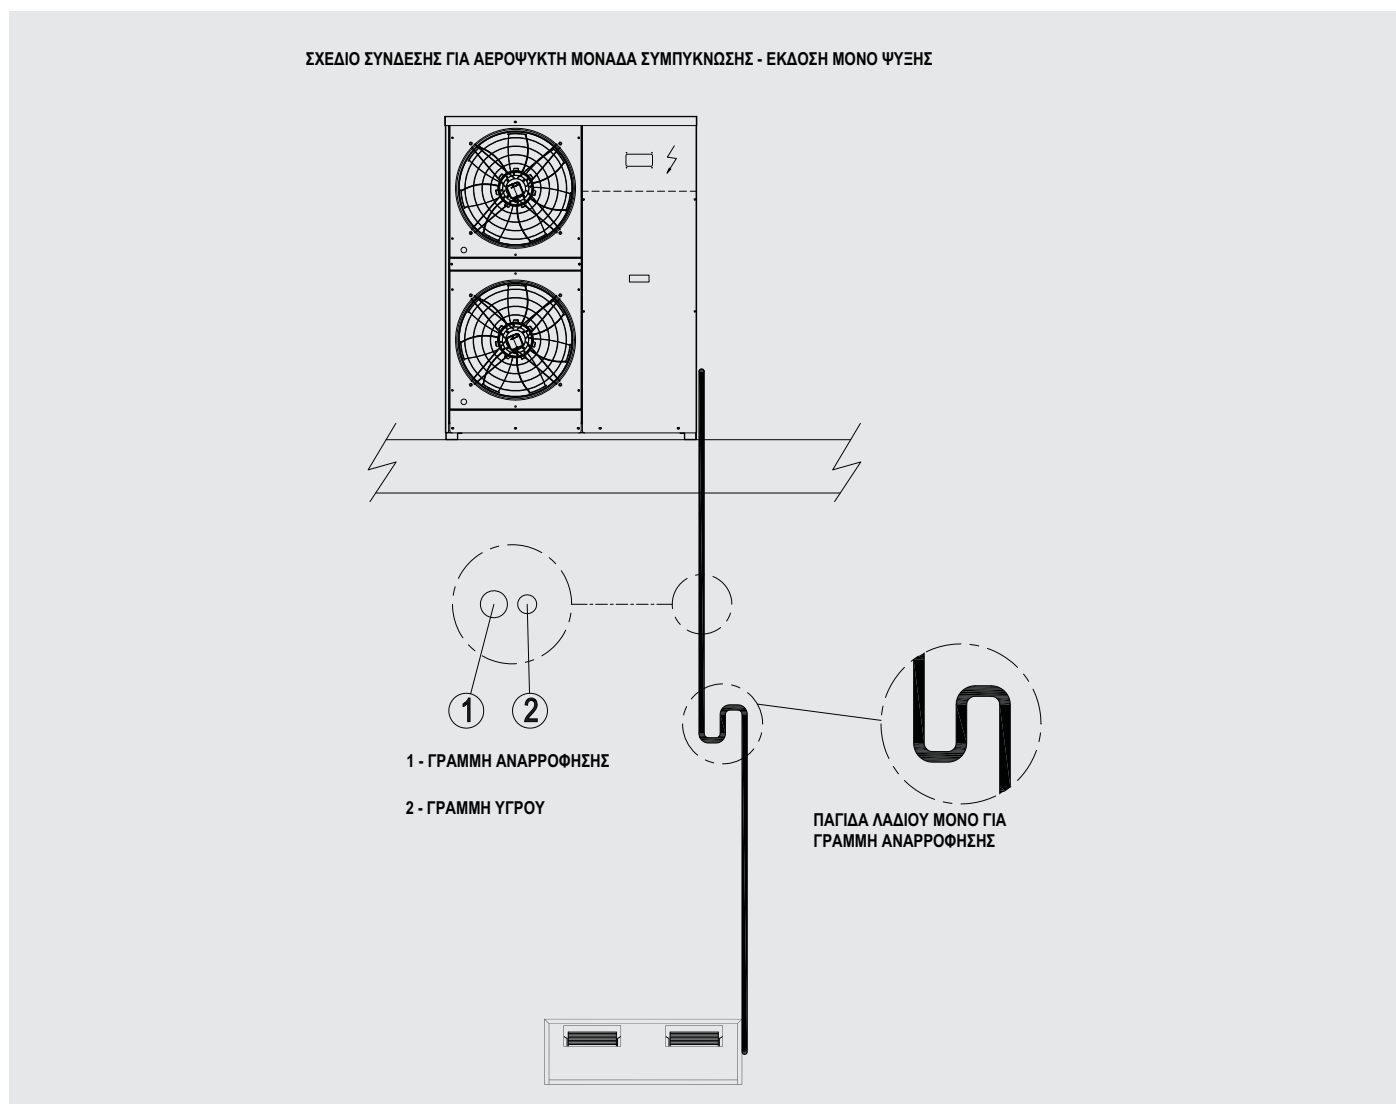 ΣΧΕΔΙΟ ΣΥΝΔΕΣΗΣ ΓΙΑ ΑΕΡΟΨΥΚΤΗ ΜΟΝΑΔΑ ΣΥΜΠΥΚΝΩΣΗΣ - ΕΚΔΟΣΗ ΜΟΝΟ ΨΥΞΗΣ
1 2
1 - ΓΡΑΜΜΗ ΑΝΑΡΡΟΦΗΣΗΣ
2 - ΓΡΑΜΜΗ ΥΓΡΟΥ
ΠΑΓΙΔΑ ΛΑΔΙΟΥ ΜΟΝΟ ΓΙΑ
ΓΡΑΜΜΗ ΑΝΑΡΡΟΦΗΣΗΣ